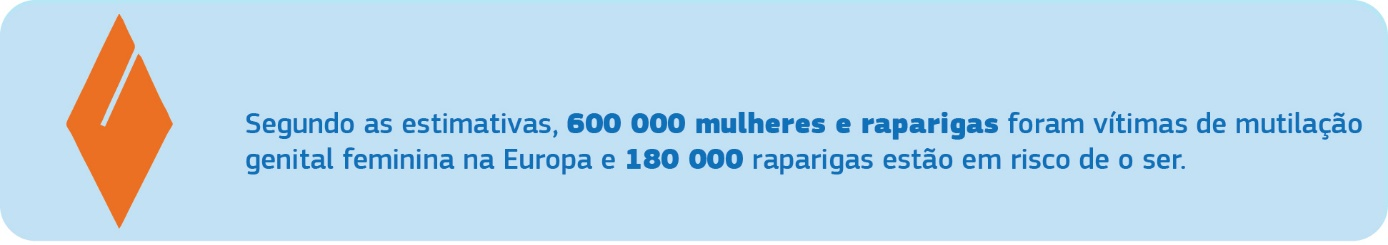 Segundo as estimativas, 600 000 mulheres e raparigas foram vítimas de mutilação
genital feminina na Europa e 180 000 raparigas estão em risco de o ser.